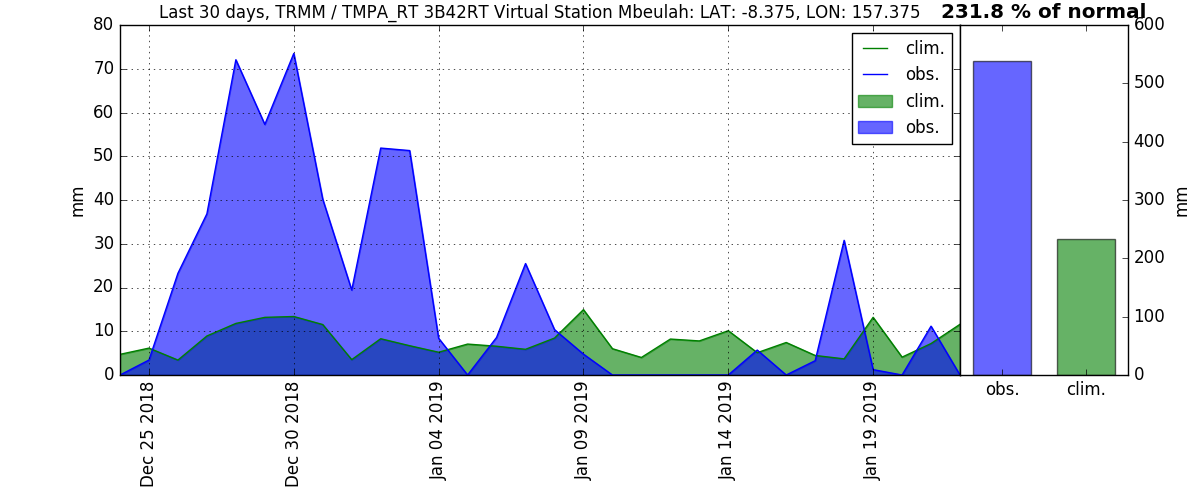 Last 30 days, TRMM / TMPA_RT 3B42RT Virtual Station Mbeulah: LAT: -8.375, LON: 157.375
231.8 % of normal
80
70
60
50
40
30
20
10
0
mm
clim.
obs.
clim.
obs.
600
500
400
300
200
100
0
mm
Dec 25 2018
Dec 30 2018
Jan 04 2019
Jan 09 2019
Jan 14 2019
Jan 19 2019
obs.
clim.